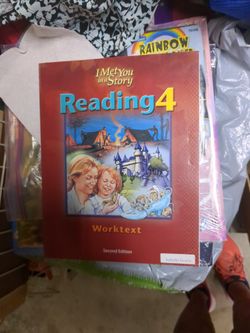 I Met You
in a
Story
Reading 4
Worktext
Second Edition
RAINBOW